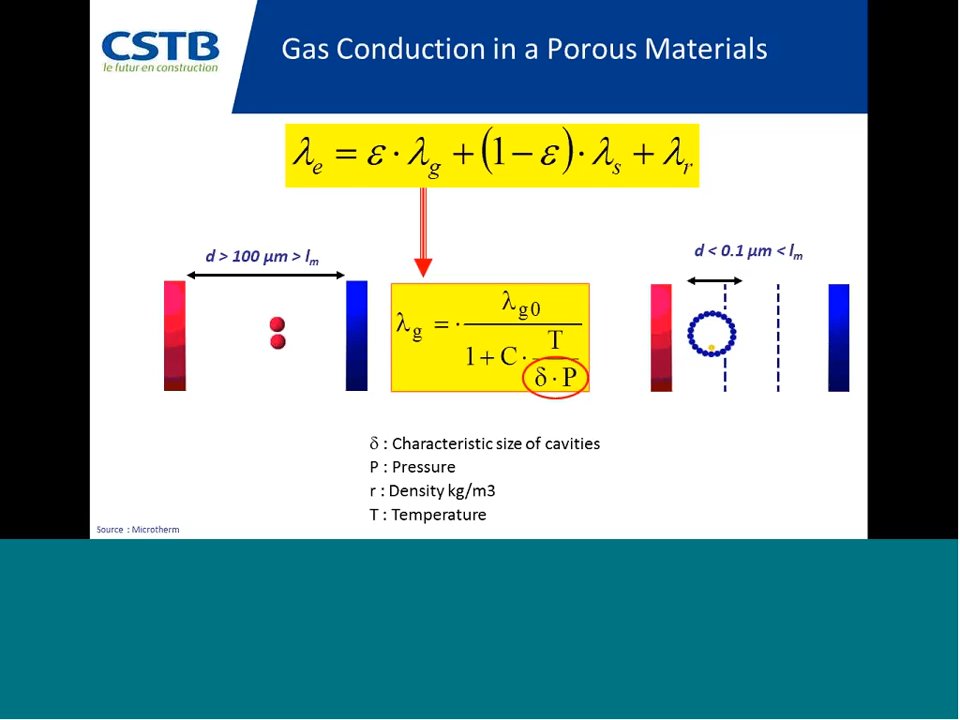 CSTB
le futur en construction
Gas Conduction in a Porous Materials
λe = ε · λg + (1 − ε) · λs + λr
d > 100 µm > lm
d < 0.1 µm < lm
λg = · λg0 / 1 + C · T / δ · P
δ : Characteristic size of cavities
P : Pressure
r : Density kg/m3
T : Temperature
Source : Microtherm